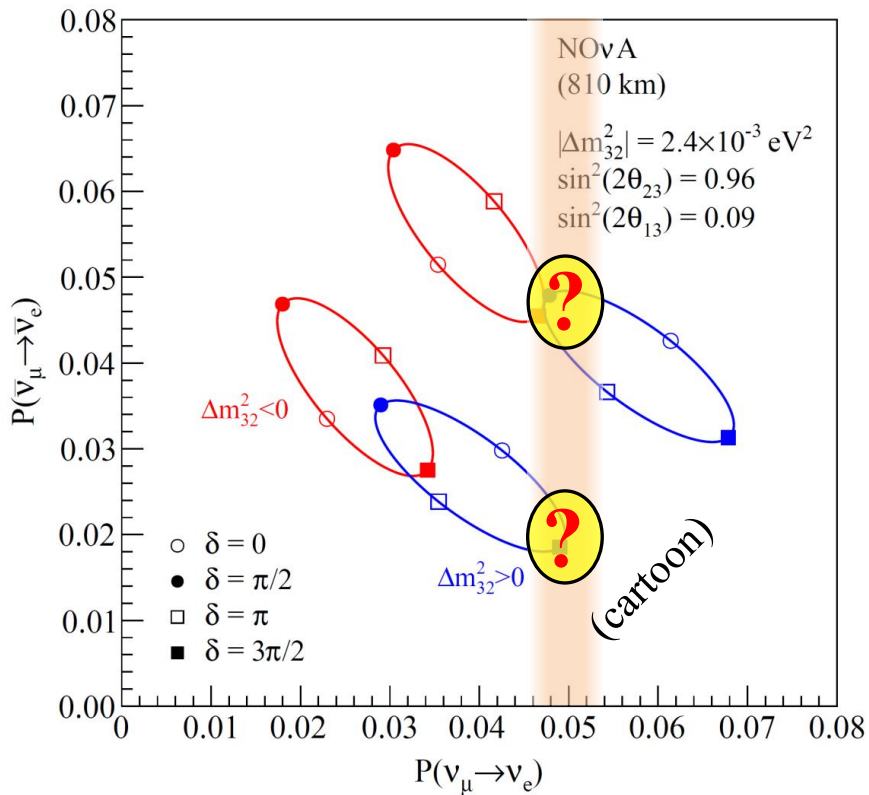 NOνA
(810 km)
|Δm²₃₂| = 2.4×10⁻³ eV²
sin²(2θ₂₃) = 0.96
sin²(2θ₁₃) = 0.09
0.08
0.07
0.06
0.05
0.04
0.03
0.02
0.01
0.00
P(ν̄μ→ν̄e)
?
?
Δm²₃₂<0
Δm²₃₂>0
(cartoon)
○ δ = 0
● δ = π/2
□ δ = π
■ δ = 3π/2
0 0.01 0.02 0.03 0.04 0.05 0.06 0.07 0.08
P(νμ→νe)